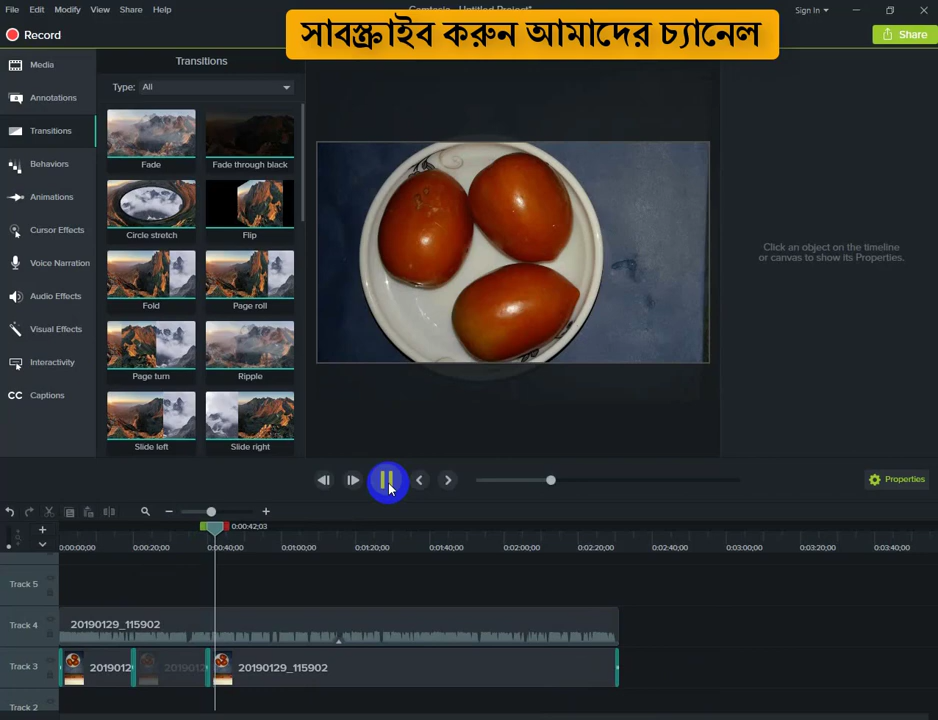 File Edit Modify View Share Help
Sign In
সাবস্ক্রাইব করুন আমাদের চ্যানেল
Record
Share
Media
Annotations
Transitions
Behaviors
Animations
Cursor Effects
Voice Narration
Audio Effects
Visual Effects
Interactivity
CC Captions
Transitions
Type: All
Fade Fade through black
Circle stretch Flip
Fold Page roll
Page turn Ripple
Slide left Slide right
Click an object on the timeline
or canvas to show its Properties.
Properties
0:00:42;03
0:00:00;00 0:00:20;00 0:00:40;00 0:01:00;00 0:01:20;00 0:01:40;00 0:02:00;00 0:02:20;00 0:02:40;00 0:03:00;00 0:03:20;00 0:03:40;00
Track 5
Track 4 20190129_115902
Track 3 20190129_115902
Track 2